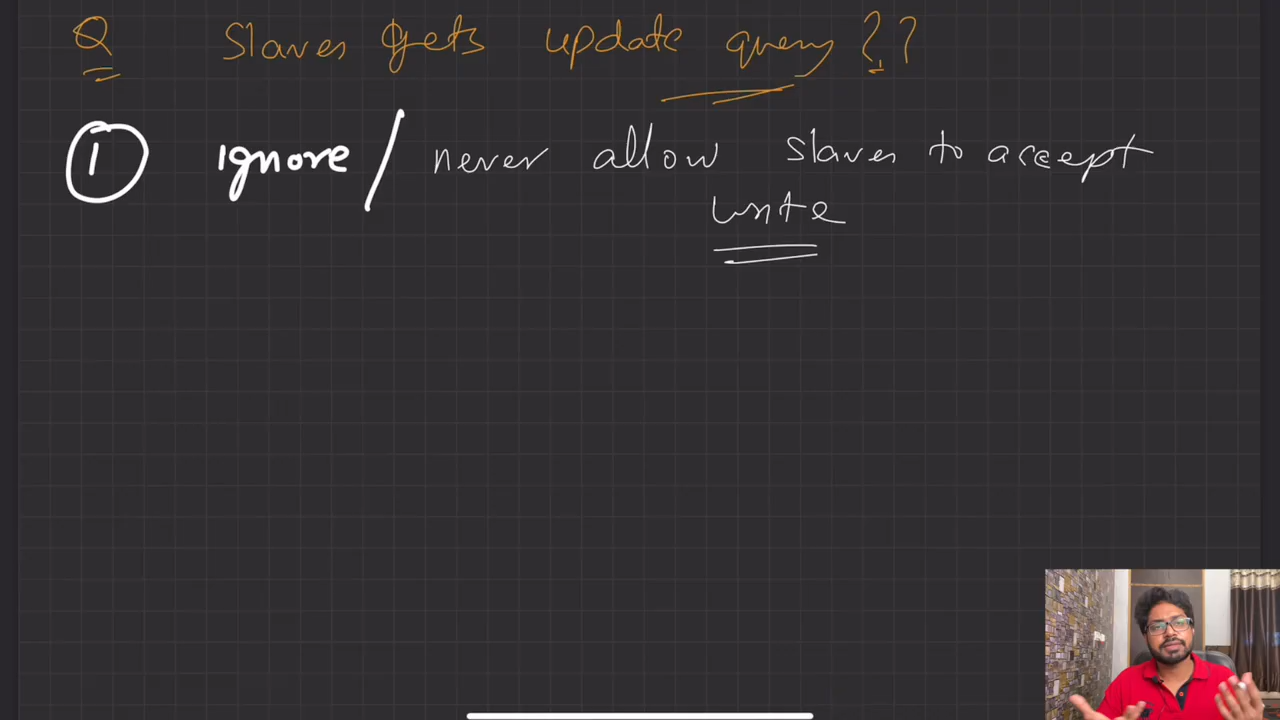 Q Slaves gets update query ??
1 ignore / never allow slaves to accept
write